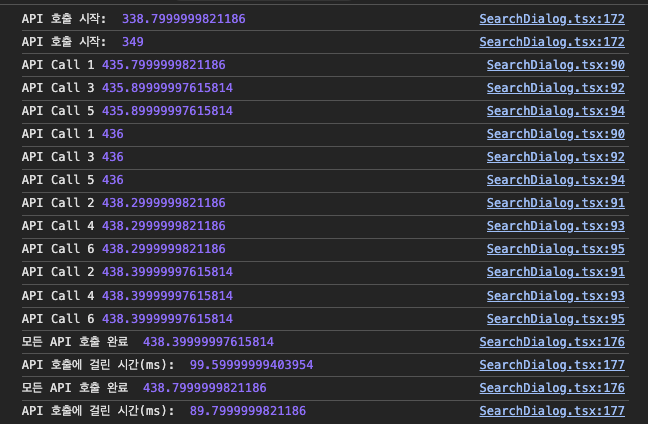 API 호출 시작:  338.7999999821186 SearchDialog.tsx:172
API 호출 시작:  349 SearchDialog.tsx:172
API Call 1 435.7999999821186 SearchDialog.tsx:90
API Call 3 435.89999997615814 SearchDialog.tsx:92
API Call 5 435.89999997615814 SearchDialog.tsx:94
API Call 1 436 SearchDialog.tsx:90
API Call 3 436 SearchDialog.tsx:92
API Call 5 436 SearchDialog.tsx:94
API Call 2 438.2999999821186 SearchDialog.tsx:91
API Call 4 438.2999999821186 SearchDialog.tsx:93
API Call 6 438.2999999821186 SearchDialog.tsx:95
API Call 2 438.39999997615814 SearchDialog.tsx:91
API Call 4 438.39999997615814 SearchDialog.tsx:93
API Call 6 438.39999997615814 SearchDialog.tsx:95
모든 API 호출 완료  438.39999997615814 SearchDialog.tsx:176
API 호출에 걸린 시간(ms):  99.59999999403954 SearchDialog.tsx:177
모든 API 호출 완료  438.7999999821186 SearchDialog.tsx:176
API 호출에 걸린 시간(ms):  89.7999999821186 SearchDialog.tsx:177